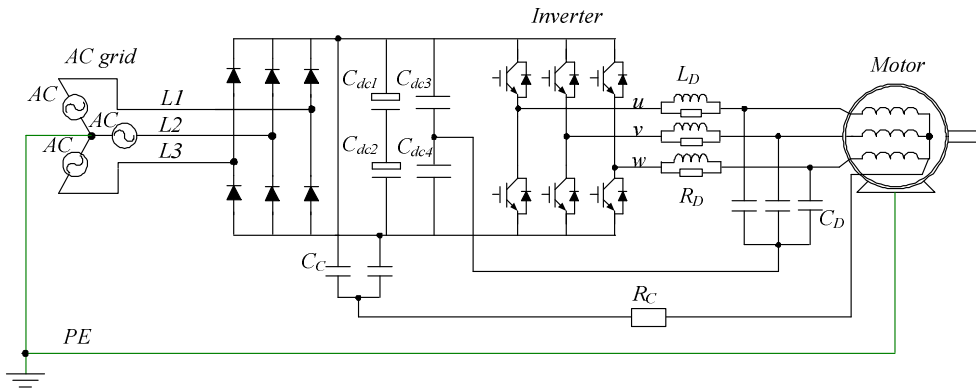 Inverter
AC grid
Motor
AC
L1
AC
L2
AC
L3
Cdc1
Cdc3
Cdc2
Cdc4
LD
u
v
w
RD
CD
CC
RC
PE